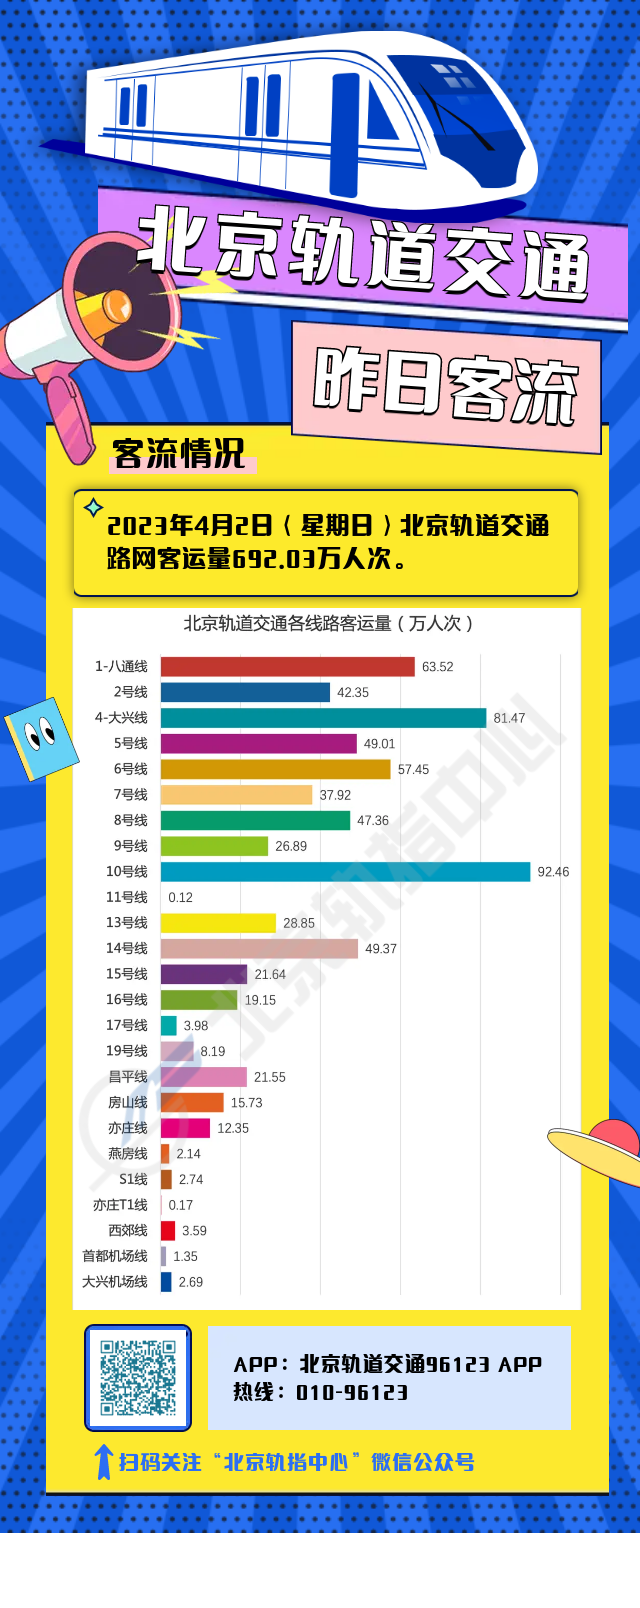 北京轨道交通
昨日客流
客流情况
2023年4月2日（星期日）北京轨道交通
路网客运量692.03万人次。
北京轨道交通各线路客运量（万人次）
1-八通线 63.52
2号线 42.35
4-大兴线 81.47
5号线 49.01
6号线 57.45
7号线 37.92
8号线 47.36
9号线 26.89
10号线 92.46
11号线 0.12
13号线 28.85
14号线 49.37
15号线 21.64
16号线 19.15
17号线 3.98
19号线 8.19
昌平线 21.55
房山线 15.73
亦庄线 12.35
燕房线 2.14
S1线 2.74
亦庄T1线 0.17
西郊线 3.59
首都机场线 1.35
大兴机场线 2.69
北京轨指中心
APP：北京轨道交通96123 APP
热线：010-96123
扫码关注“北京轨指中心”微信公众号